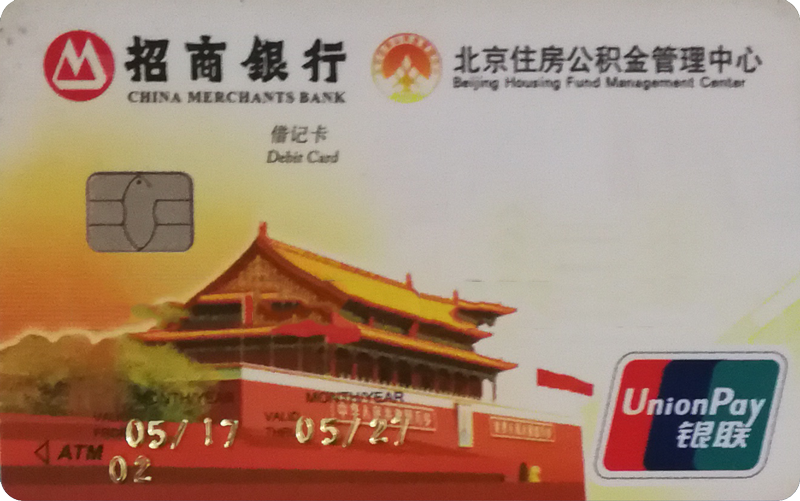 招商银行
CHINA MERCHANTS BANK
北京住房公积金管理中心
Beijing Housing Fund Management Center
借记卡
Debit Card
MONTH/YEAR MONTH/YEAR
VALID 05/17 VALID 05/27
ATM
02
UnionPay
银联